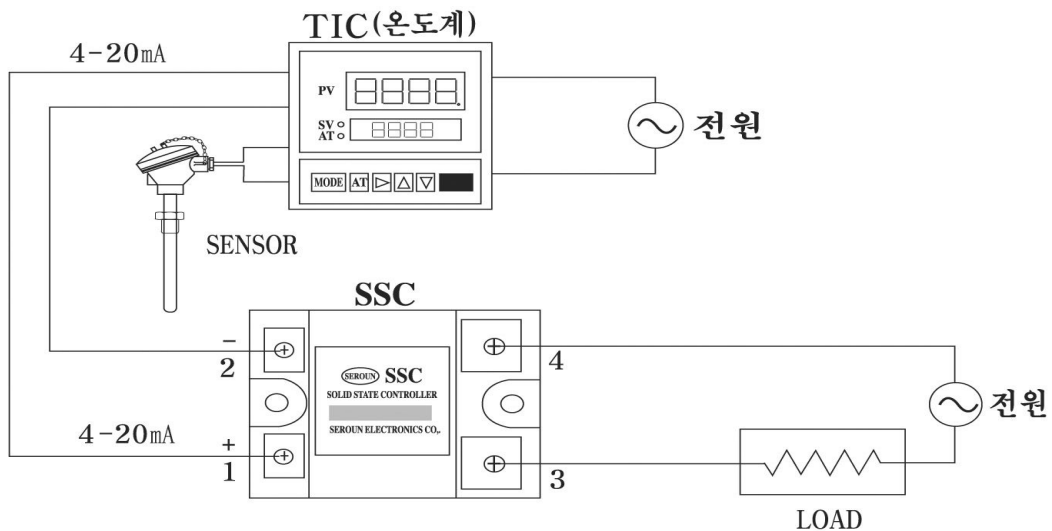 TIC(온도계)
4-20mA
PV
SV
AT
MODE AT
전원
SENSOR
SSC
-
2
4
SEROUN SSC
SOLID STATE CONTROLLER
SEROUN ELECTRONICS CO,.
전원
4-20mA
+
1
3
LOAD